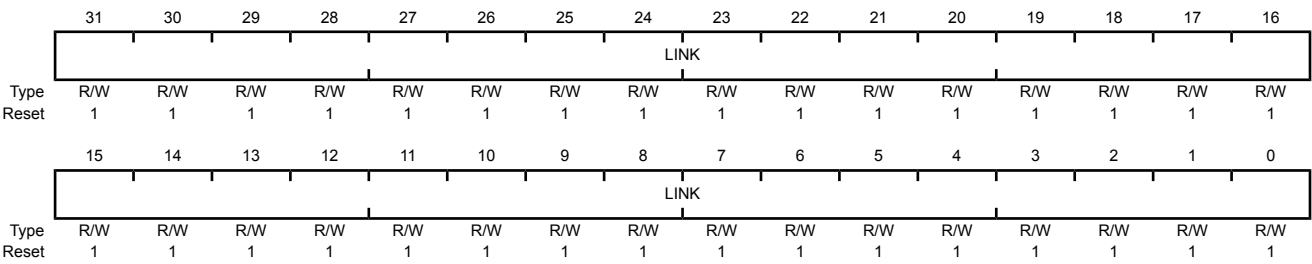 31 30 29 28 27 26 25 24 23 22 21 20 19 18 17 16
LINK
Type R/W R/W R/W R/W R/W R/W R/W R/W R/W R/W R/W R/W R/W R/W R/W R/W
Reset 1 1 1 1 1 1 1 1 1 1 1 1 1 1 1 1
15 14 13 12 11 10 9 8 7 6 5 4 3 2 1 0
LINK
Type R/W R/W R/W R/W R/W R/W R/W R/W R/W R/W R/W R/W R/W R/W R/W R/W
Reset 1 1 1 1 1 1 1 1 1 1 1 1 1 1 1 1